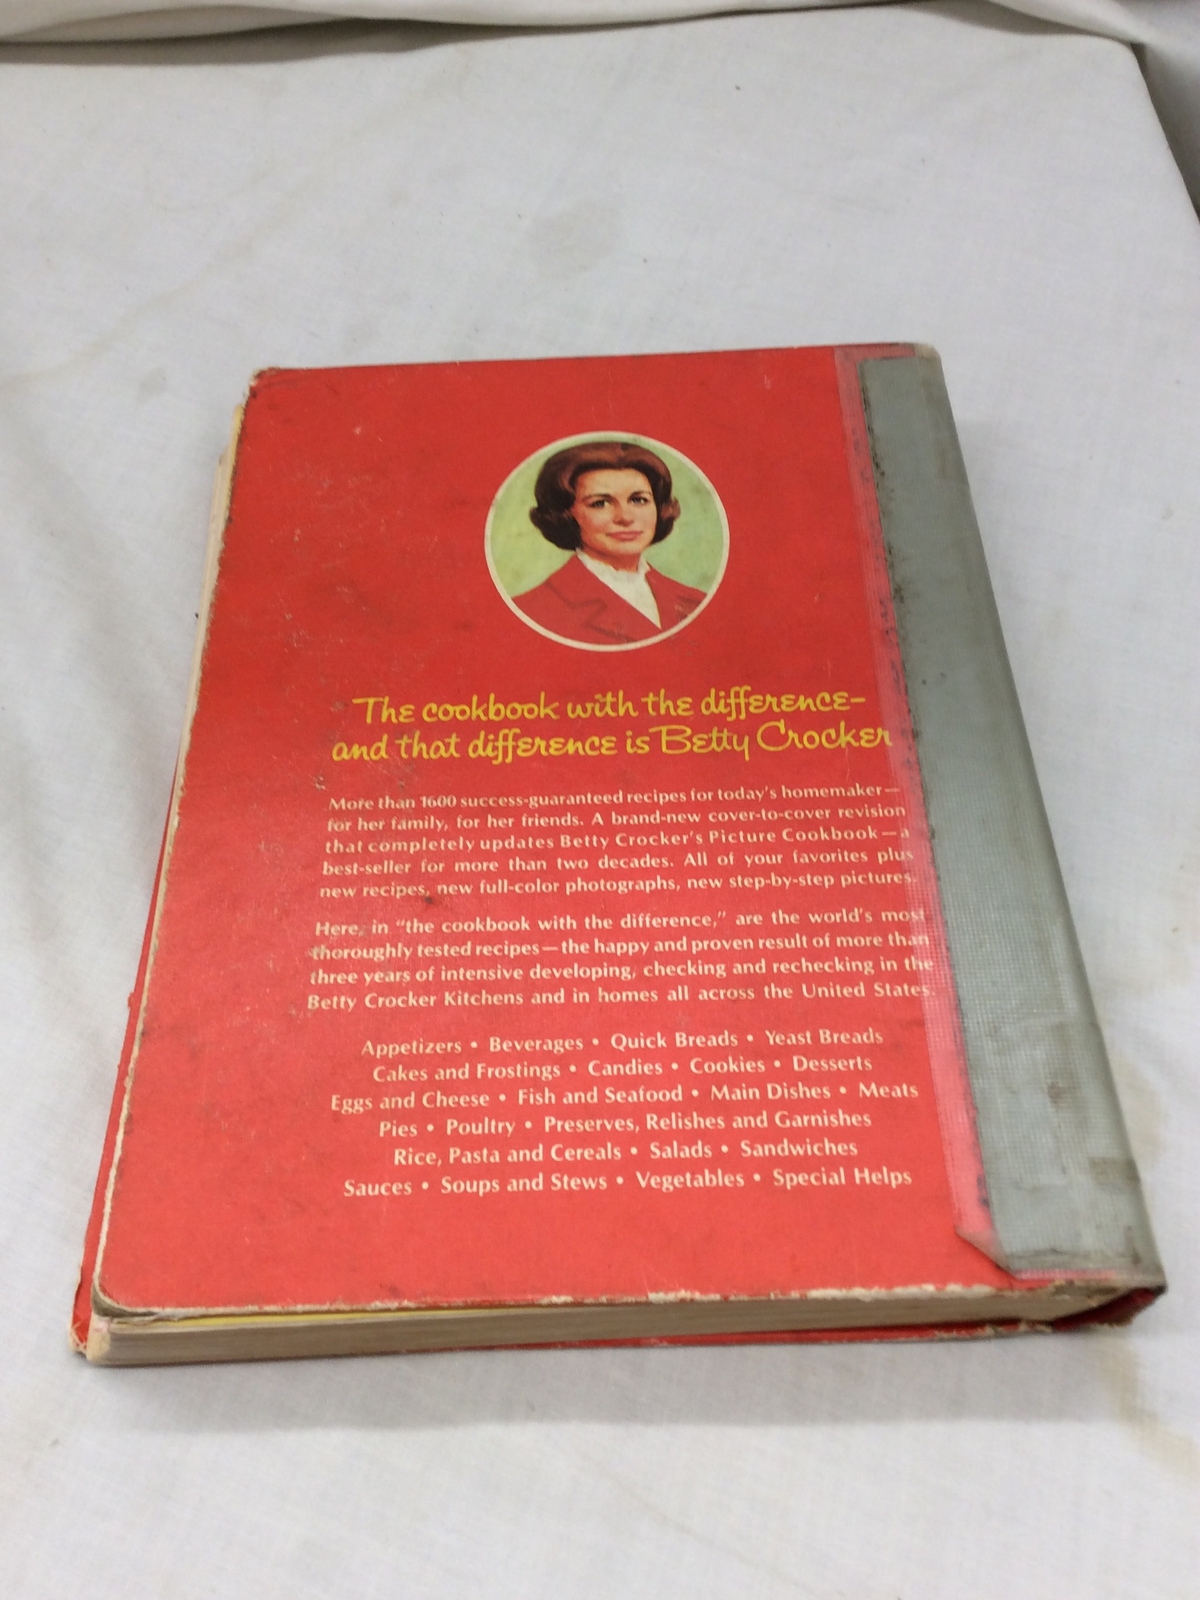 The cookbook with the difference—
and that difference is Betty Crocker
More than 1600 success-guaranteed recipes for today's homemaker—
for her family, for her friends. A brand-new cover-to-cover revision
that completely updates Betty Crocker's Picture Cookbook—a
best-seller for more than two decades. All of your favorites plus
new recipes, new full-color photographs, new step-by-step pictures.
Here, in "the cookbook with the difference," are the world's most
thoroughly tested recipes—the happy and proven result of more than
three years of intensive developing, checking and rechecking in the
Betty Crocker Kitchens and in homes all across the United States.
Appetizers • Beverages • Quick Breads • Yeast Breads
Cakes and Frostings • Candies • Cookies • Desserts
Eggs and Cheese • Fish and Seafood • Main Dishes • Meats
Pies • Poultry • Preserves, Relishes and Garnishes
Rice, Pasta and Cereals • Salads • Sandwiches
Sauces • Soups and Stews • Vegetables • Special Helps